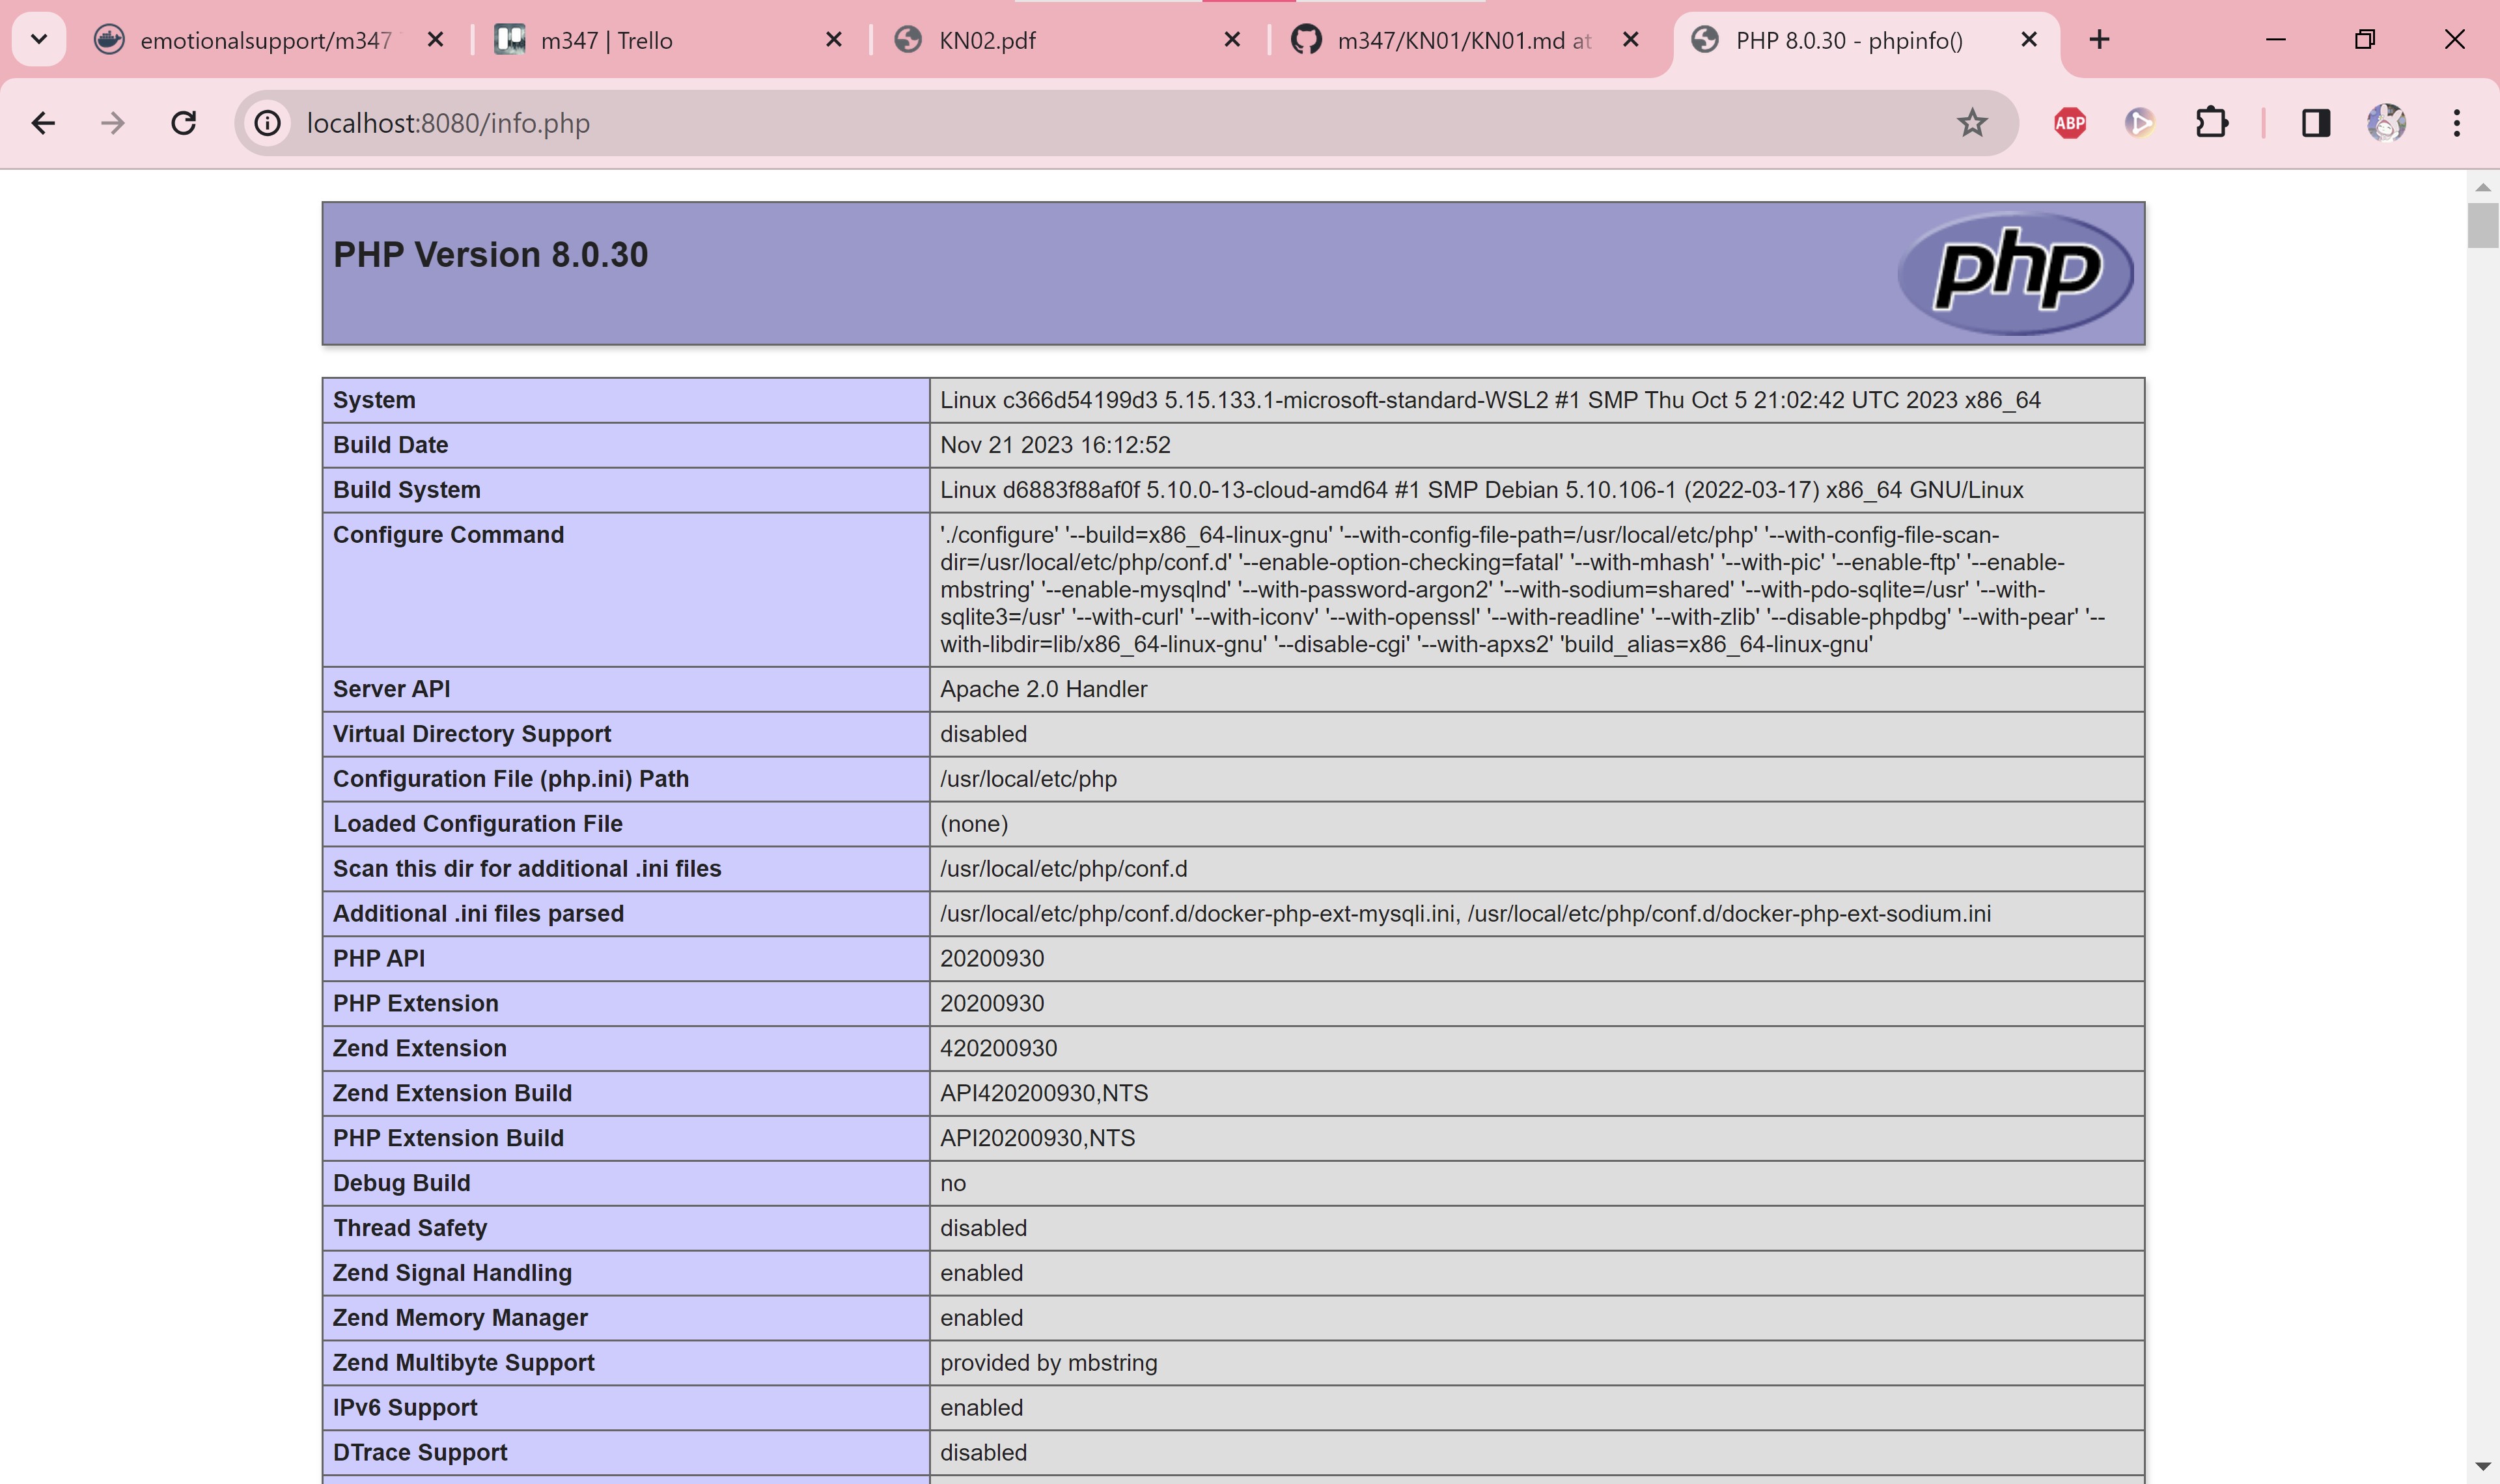 emotionalsupport/m347
m347 | Trello
KN02.pdf
m347/KN01/KN01.md at
PHP 8.0.30 - phpinfo()
localhost:8080/info.php
ABP
PHP Version 8.0.30
php
System Linux c366d54199d3 5.15.133.1-microsoft-standard-WSL2 #1 SMP Thu Oct 5 21:02:42 UTC 2023 x86_64
Build Date Nov 21 2023 16:12:52
Build System Linux d6883f88af0f 5.10.0-13-cloud-amd64 #1 SMP Debian 5.10.106-1 (2022-03-17) x86_64 GNU/Linux
Configure Command './configure' '--build=x86_64-linux-gnu' '--with-config-file-path=/usr/local/etc/php' '--with-config-file-scan-
dir=/usr/local/etc/php/conf.d' '--enable-option-checking=fatal' '--with-mhash' '--with-pic' '--enable-ftp' '--enable-
mbstring' '--enable-mysqlnd' '--with-password-argon2' '--with-sodium=shared' '--with-pdo-sqlite=/usr' '--with-
sqlite3=/usr' '--with-curl' '--with-iconv' '--with-openssl' '--with-readline' '--with-zlib' '--disable-phpdbg' '--with-pear' '--
with-libdir=lib/x86_64-linux-gnu' '--disable-cgi' '--with-apxs2' 'build_alias=x86_64-linux-gnu'
Server API Apache 2.0 Handler
Virtual Directory Support disabled
Configuration File (php.ini) Path /usr/local/etc/php
Loaded Configuration File (none)
Scan this dir for additional .ini files /usr/local/etc/php/conf.d
Additional .ini files parsed /usr/local/etc/php/conf.d/docker-php-ext-mysqli.ini, /usr/local/etc/php/conf.d/docker-php-ext-sodium.ini
PHP API 20200930
PHP Extension 20200930
Zend Extension 420200930
Zend Extension Build API420200930,NTS
PHP Extension Build API20200930,NTS
Debug Build no
Thread Safety disabled
Zend Signal Handling enabled
Zend Memory Manager enabled
Zend Multibyte Support provided by mbstring
IPv6 Support enabled
DTrace Support disabled